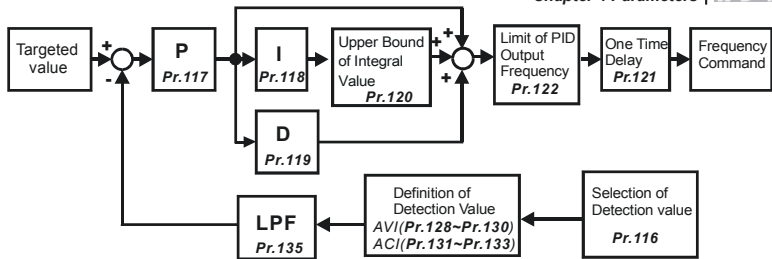 Chapter 4 Parameters |
Targeted
value
+
-
P
Pr.117
I
Pr.118
D
Pr.119
Upper Bound
of Integral
Value
Pr.120
+
+
+
Limit of PID
Output
Frequency
Pr.122
One Time
Delay
Pr.121
Frequency
Command
LPF
Pr.135
Definition of
Detection Value
AVI(Pr.128~Pr.130)
ACI(Pr.131~Pr.133)
Selection of
Detection value
Pr.116